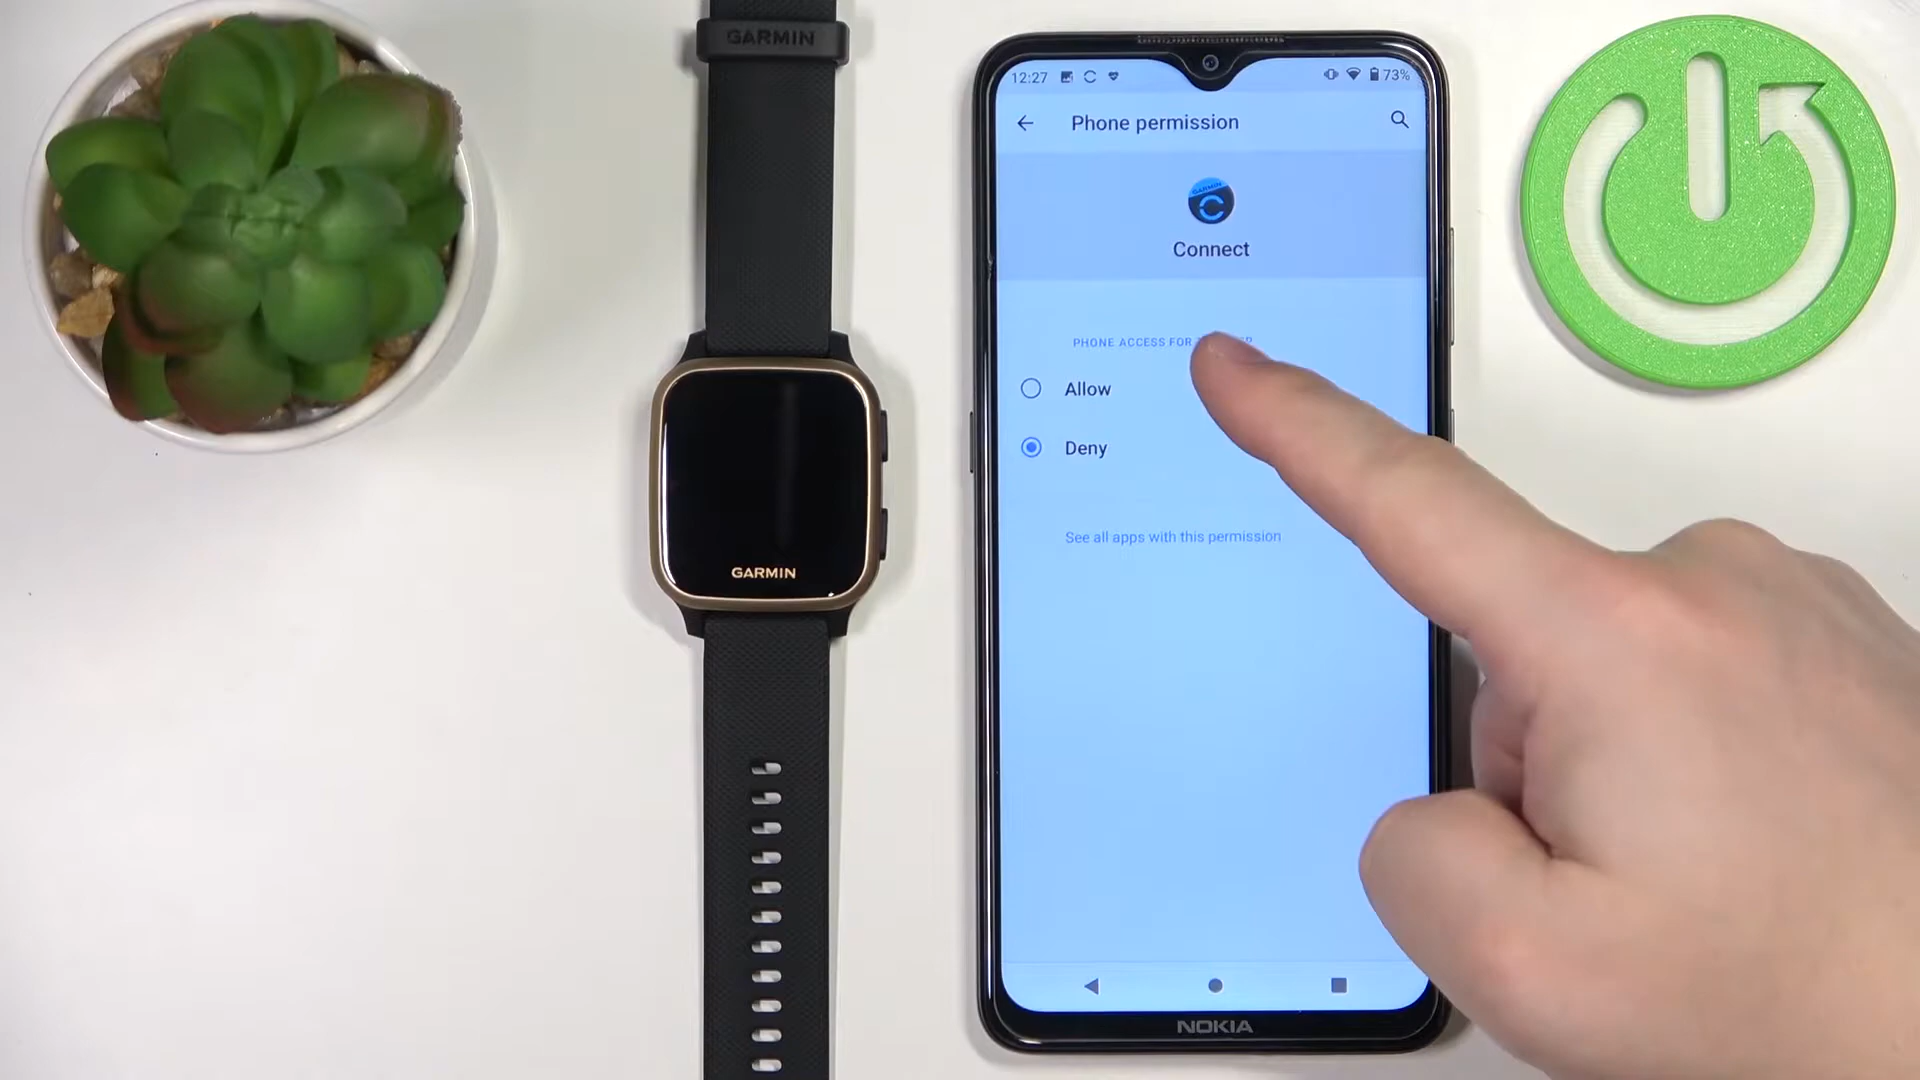 GARMIN
12:27
73%
Phone permission
GARMIN
Connect
PHONE ACCESS FOR
Allow
Deny
See all apps with this permission
GARMIN
NOKIA